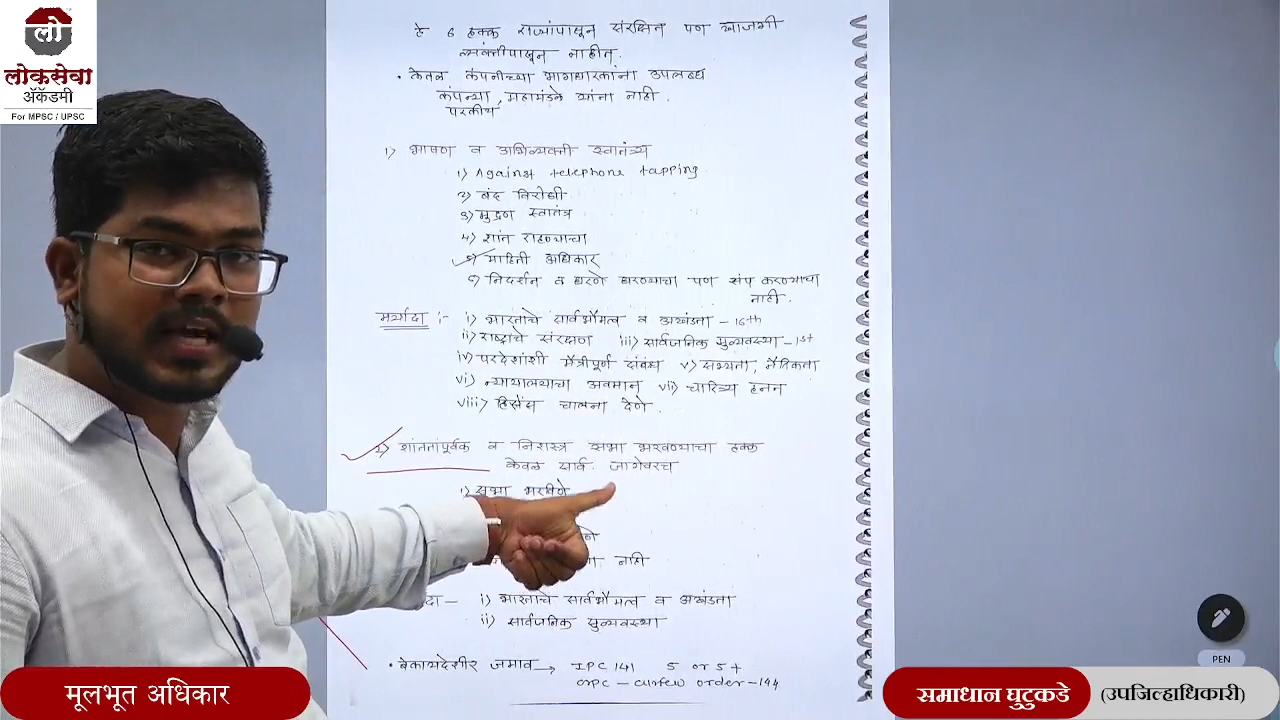 लो
लोकसेवा
ॲकॅडमी
For MPSC / UPSC
हे 6 हक्क राज्यांपासून संरक्षित पण खाजगी
व्यक्तींपासून नाहीत.
• केवळ कंपनीच्या भागधारकांना उपलब्ध
कंपन्या, महामंडळे यांना नाही.
परकीय
1) भाषण व अभिव्यक्ती स्वातंत्र्य
1) Against telephone tapping
2) बंद विरोधी
3) मुद्रण स्वातंत्र
4) शांत राहण्याचा
माहिती अधिकार
6) निदर्शन व धरणे धरण्याचा पण संप करण्याचा
नाही.
मर्यादा :- i) भारताचे सार्वभौमत्व व अखंडता - 16th
ii) राष्ट्राचे संरक्षण iii) सार्वजनिक सुव्यवस्था - 1st
iv) परदेशांशी मैत्रीपूर्ण संबंध v) सभ्यता, नैतिकता
vi) न्यायालयाचा अवमान vii) चारित्र्य हनन
viii) हिंसेस चालना देणे.
2) शांततापूर्वक व निशस्त्र सभा भरवण्याचा हक्क
केवळ सार्व. जागेवरच
1) सभा भरविणे
नाही
दा - i) भारताचे सार्वभौमत्व व अखंडता
ii) सार्वजनिक सुव्यवस्था
• बेकायदेशीर जमाव → IPC 141 5 or 5+
curfew order - 144
PEN
मूलभूत अधिकार
समाधान घुटुकडे (उपजिल्हाधिकारी)